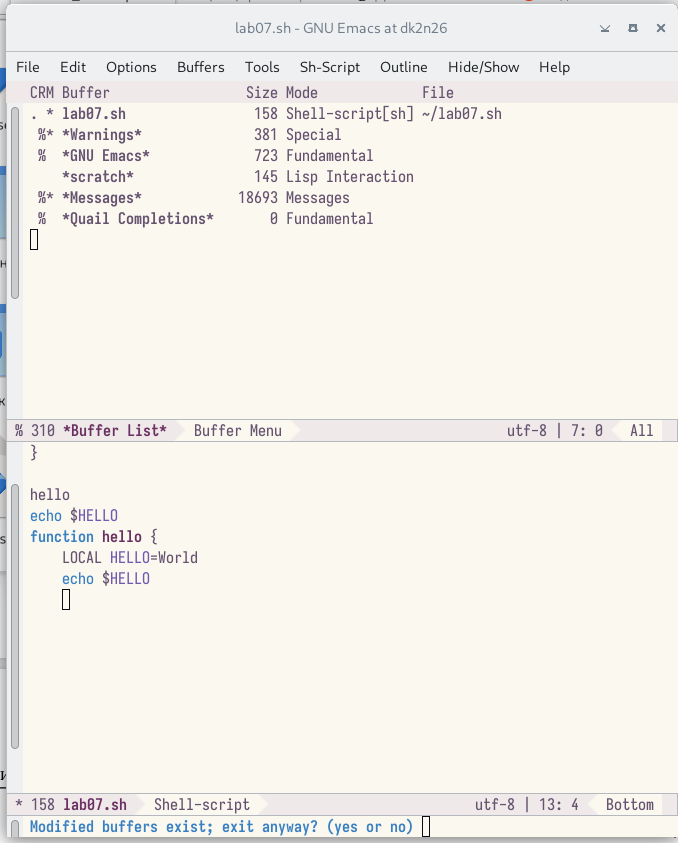 lab07.sh - GNU Emacs at dk2n26
File Edit Options Buffers Tools Sh-Script Outline Hide/Show Help
CRM Buffer Size Mode File
. * lab07.sh 158 Shell-script[sh] ~/lab07.sh
%* *Warnings* 381 Special
% *GNU Emacs* 723 Fundamental
*scratch* 145 Lisp Interaction
%* *Messages* 18693 Messages
% *Quail Completions* 0 Fundamental
% 310 *Buffer List* Buffer Menu utf-8 | 7: 0 All
}
hello
echo $HELLO
function hello {
LOCAL HELLO=World
echo $HELLO
* 158 lab07.sh Shell-script utf-8 | 13: 4 Bottom
Modified buffers exist; exit anyway? (yes or no)